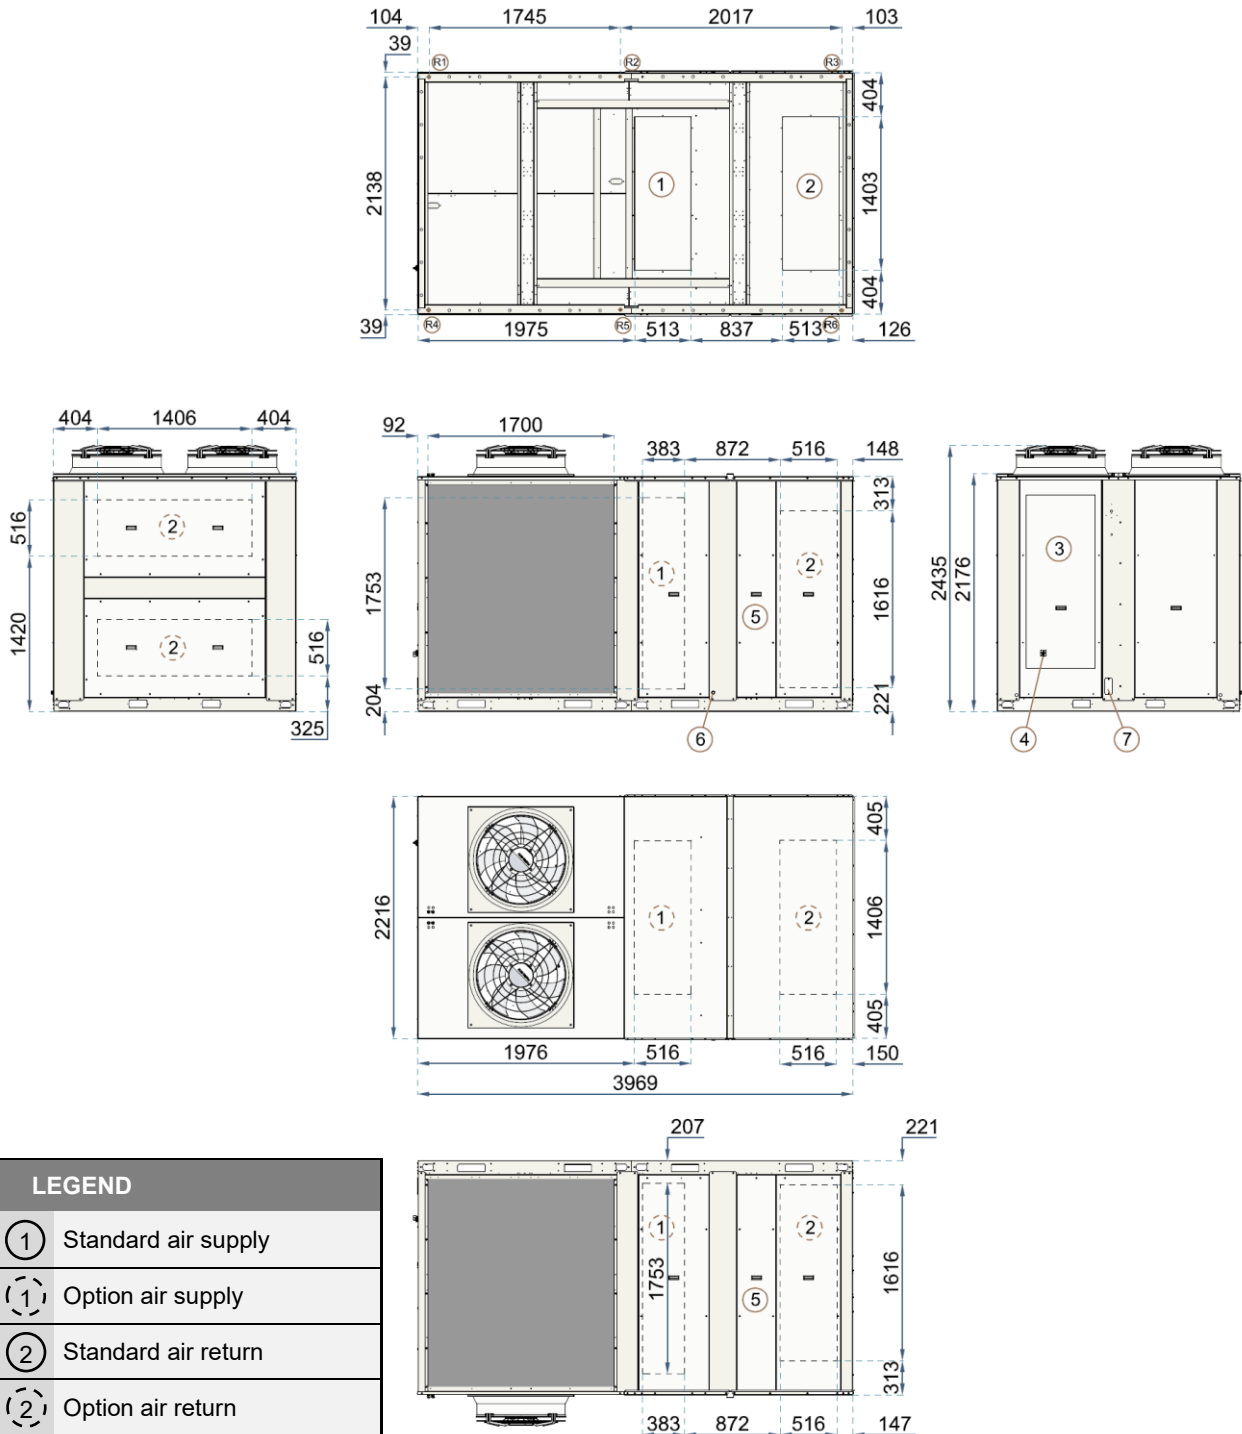 104 1745 2017 103
39
R1 R2 R3
404
2138 1 2 1403
404
R4 R5 R6
39 1975 513 837 513 126
404 1406 404
516 2
1420 2 516
325
92 1700 383 872 516 148
313
1753 1 2 1616
5
204 221
6
2435 2176 3
4 7
405
2216 1 2 1406
405
1976 516 516 150
3969
207 221
1 2
1753 1616
5
313
383 872 516 147
LEGEND
1 Standard air supply
1 Option air supply
2 Standard air return
2 Option air return